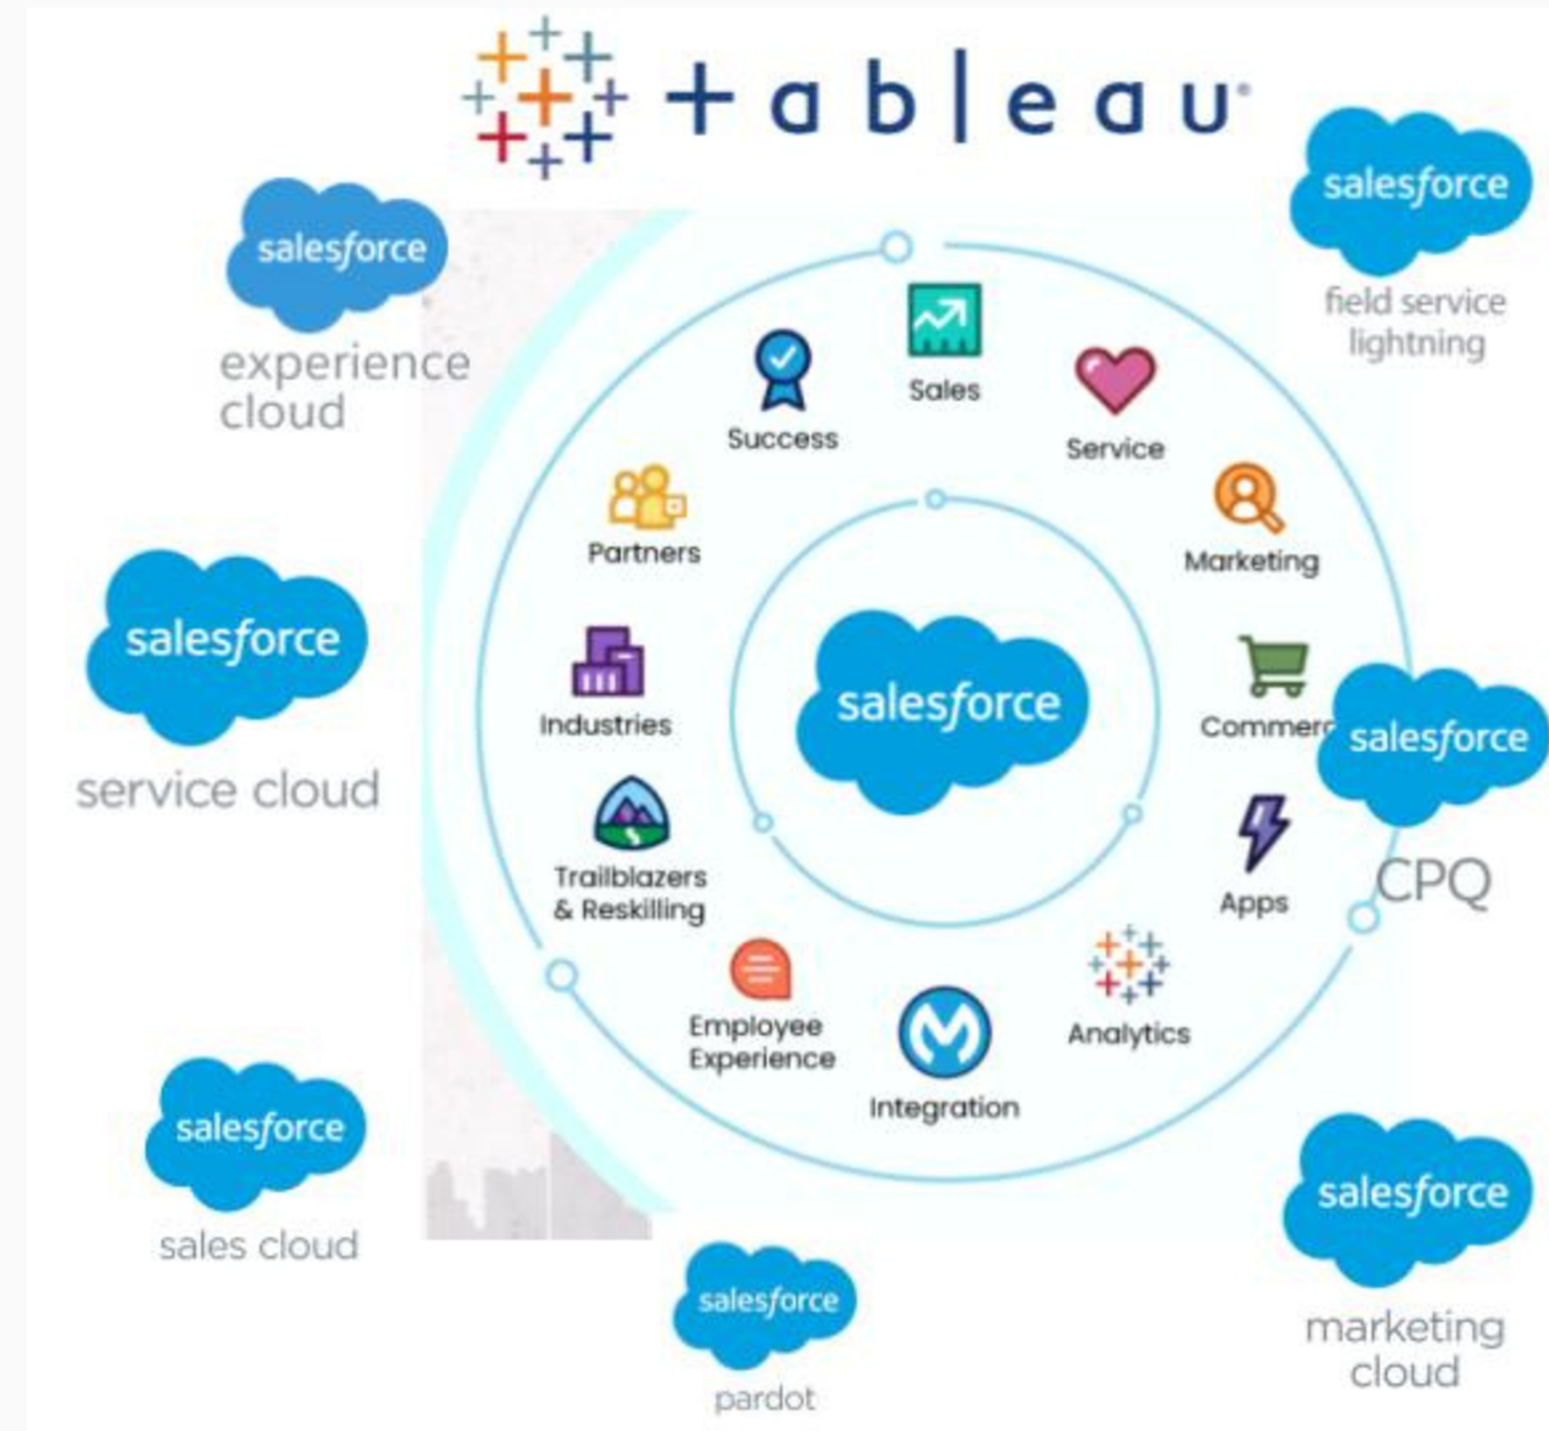 +ableau®
salesforce
field service
lightning
salesforce
experience
cloud
Sales
Success
Service
Partners
Marketing
salesforce
service cloud
Industries
salesforce
Commerc
salesforce
CPQ
Trailblazers
& Reskilling
Apps
Employee
Experience
Analytics
Integration
salesforce
sales cloud
salesforce
marketing
cloud
salesforce
pardot